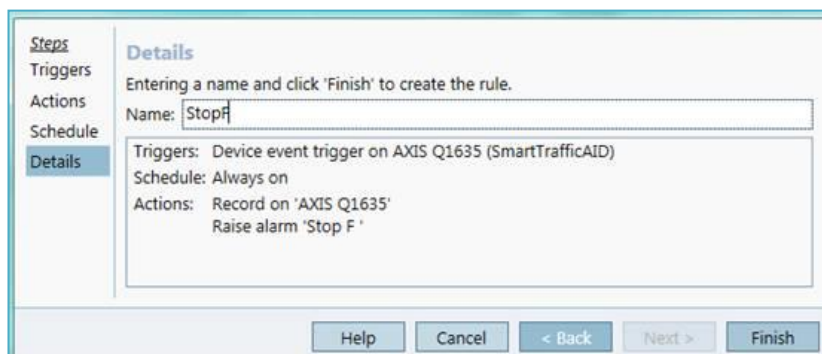 Steps
Triggers
Actions
Schedule
Details
Details
Entering a name and click 'Finish' to create the rule.
Name: StopF
Triggers: Device event trigger on AXIS Q1635 (SmartTrafficAID)
Schedule: Always on
Actions: Record on 'AXIS Q1635'
Raise alarm 'Stop F '
Help Cancel < Back Next > Finish